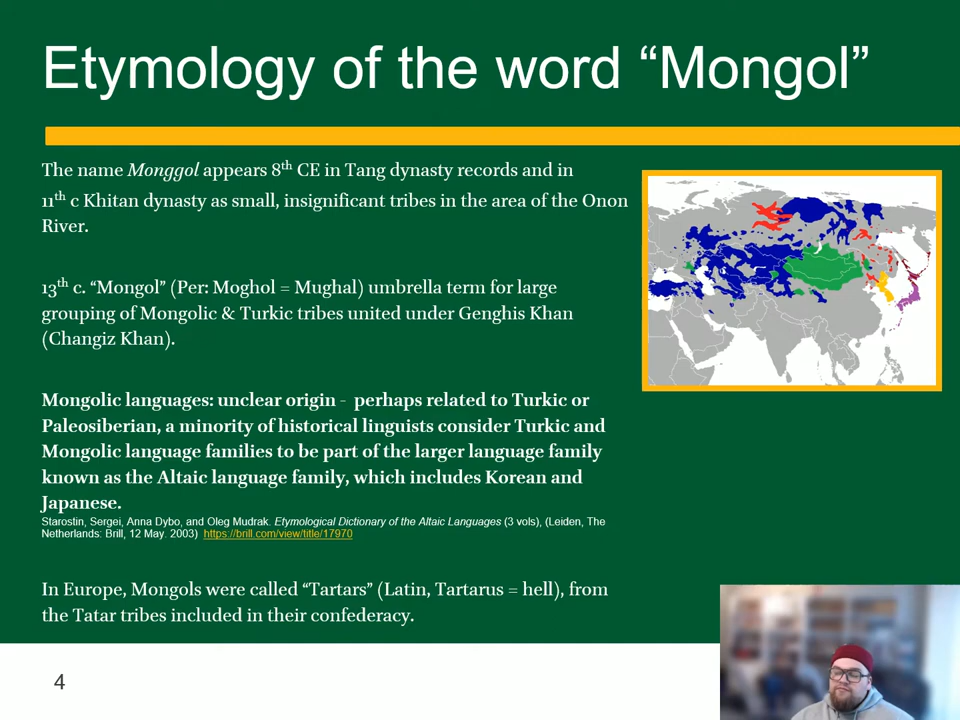 Etymology of the word “Mongol”
The name Monggol appears 8th CE in Tang dynasty records and in
11th c Khitan dynasty as small, insignificant tribes in the area of the Onon
River.
13th c. “Mongol” (Per: Moghol = Mughal) umbrella term for large
grouping of Mongolic & Turkic tribes united under Genghis Khan
(Changiz Khan).
Mongolic languages: unclear origin - perhaps related to Turkic or
Paleosiberian, a minority of historical linguists consider Turkic and
Mongolic language families to be part of the larger language family
known as the Altaic language family, which includes Korean and
Japanese.
Starostin, Sergei, Anna Dybo, and Oleg Mudrak. Etymological Dictionary of the Altaic Languages (3 vols), (Leiden, The
Netherlands: Brill, 12 May. 2003) https://brill.com/view/title/17970
In Europe, Mongols were called “Tartars” (Latin, Tartarus = hell), from
the Tatar tribes included in their confederacy.
4